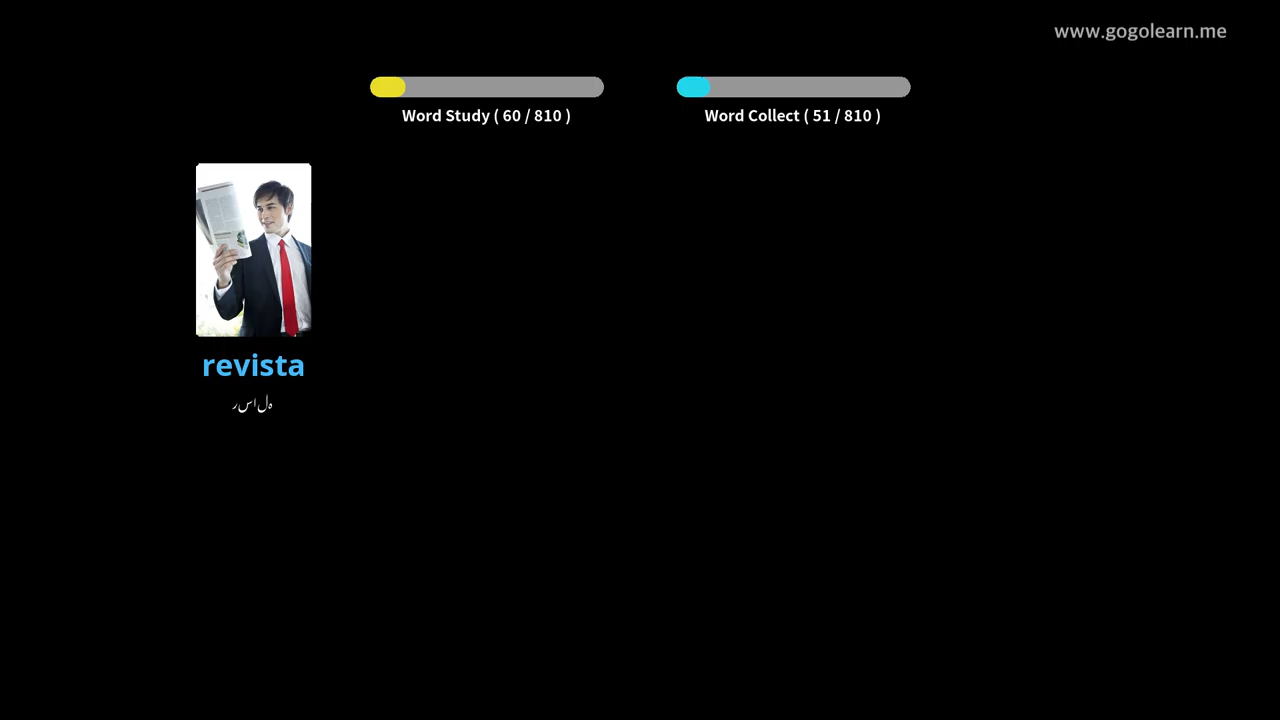 www.gogolearn.me
Word Study ( 60 / 810 )
Word Collect ( 51 / 810 )
revista
رسالہ